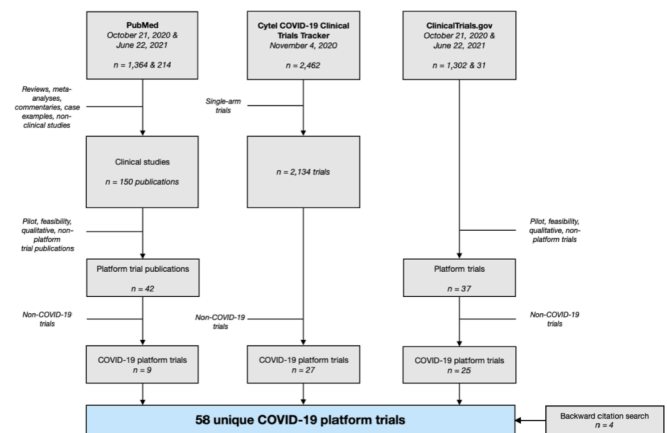 PubMed
October 21, 2020 &
June 22, 2021
n = 1,364 & 214
Cytel COVID-19 Clinical
Trials Tracker
November 4, 2020
n = 2,462
ClinicalTrials.gov
October 21, 2020 &
June 22, 2021
n = 1,302 & 31
Reviews, meta-
analyses,
commentaries, case
examples, non-
clinical studies
Single-arm
trials
Clinical studies
n = 150 publications
n = 2,134 trials
Pilot, feasibility,
qualitative, non-
platform
trial publications
Pilot, feasibility,
qualitative, non-
platform trials
Platform trial publications
n = 42
Platform trials
n = 37
Non-COVID-19
trials
Non-COVID-19
trials
Non-COVID-19
trials
COVID-19 platform trials
n = 9
COVID-19 platform trials
n = 27
COVID-19 platform trials
n = 25
58 unique COVID-19 platform trials
Backward citation search
n = 4